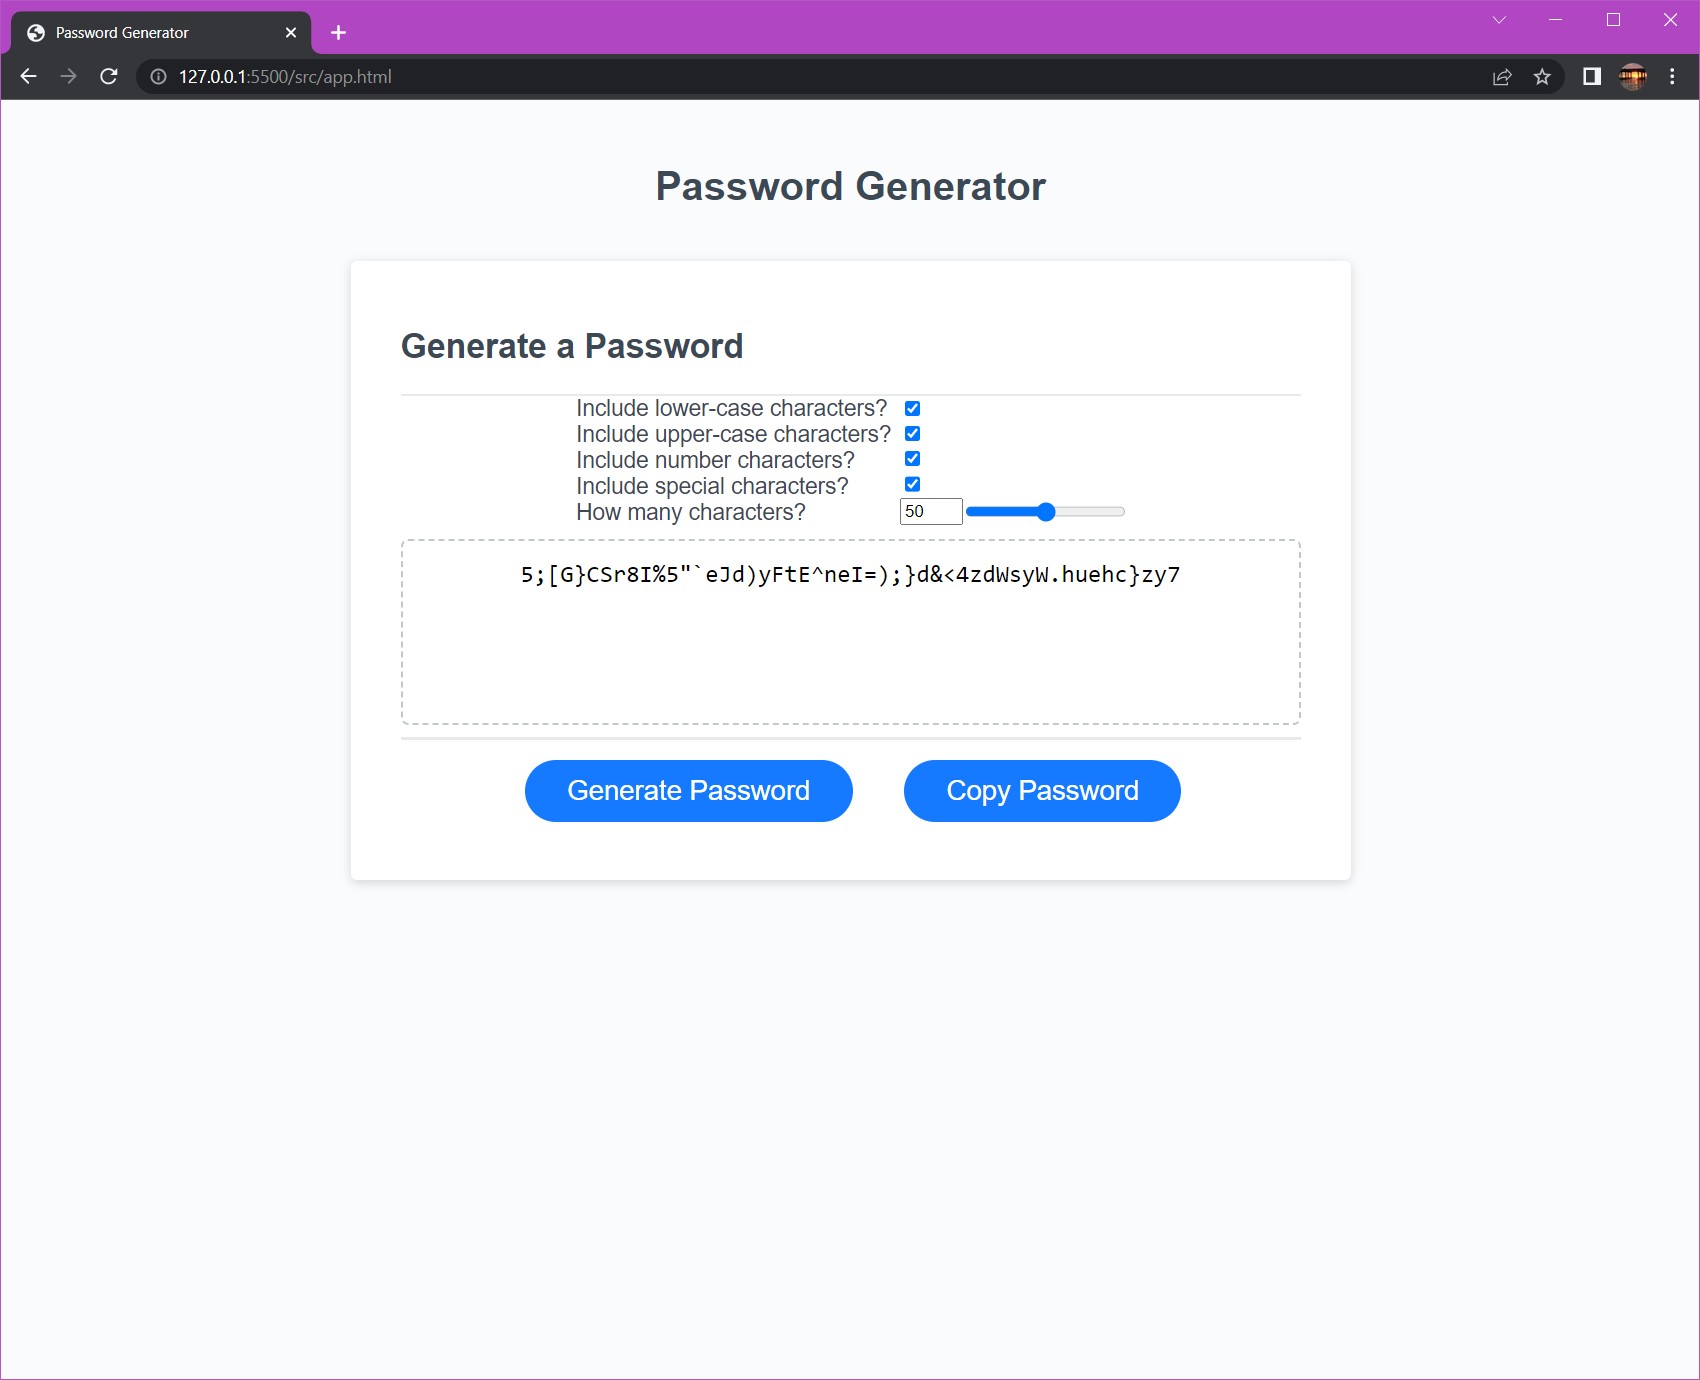 Password Generator
127.0.0.1:5500/src/app.html
Password Generator
Generate a Password
Include lower-case characters?
Include upper-case characters?
Include number characters?
Include special characters?
How many characters? 50
5;[G}CSr8I%5"`eJd)yFtE^neI=);}d&<4zdWsyW.huehc}zy7
Generate Password Copy Password